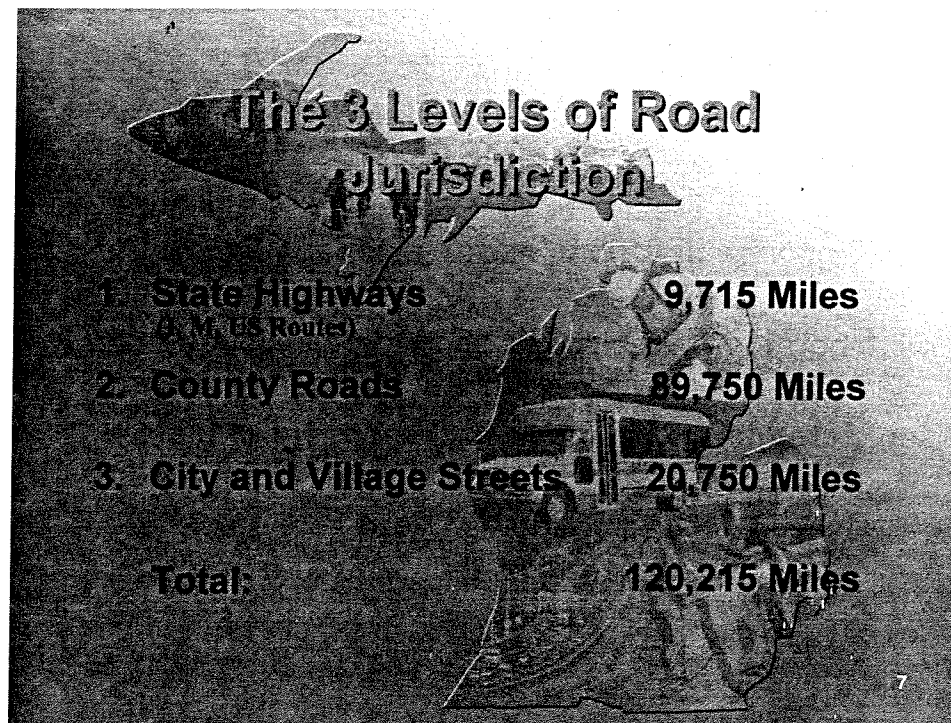 The 3 Levels of Road
Jurisdiction
1. State Highways 9,715 Miles
(I, M, US Routes)
2. County Roads 89,750 Miles
3. City and Village Streets 20,750 Miles
Total: 120,215 Miles
7